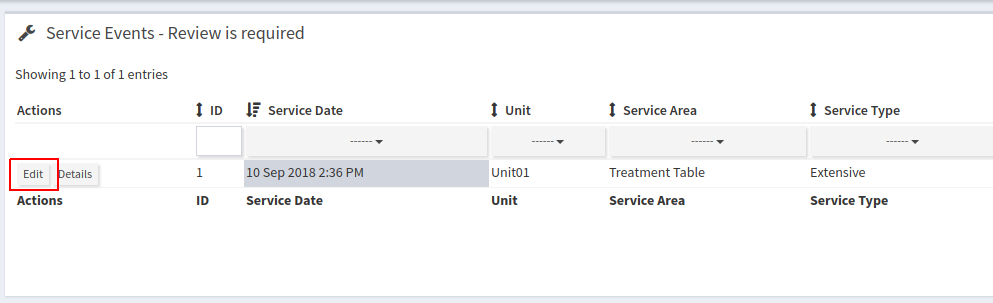 Service Events - Review is required
Showing 1 to 1 of 1 entries
Actions ID Service Date Unit Service Area Service Type
------ ------ ------ ------
Edit Details 1 10 Sep 2018 2:36 PM Unit01 Treatment Table Extensive
Actions ID Service Date Unit Service Area Service Type